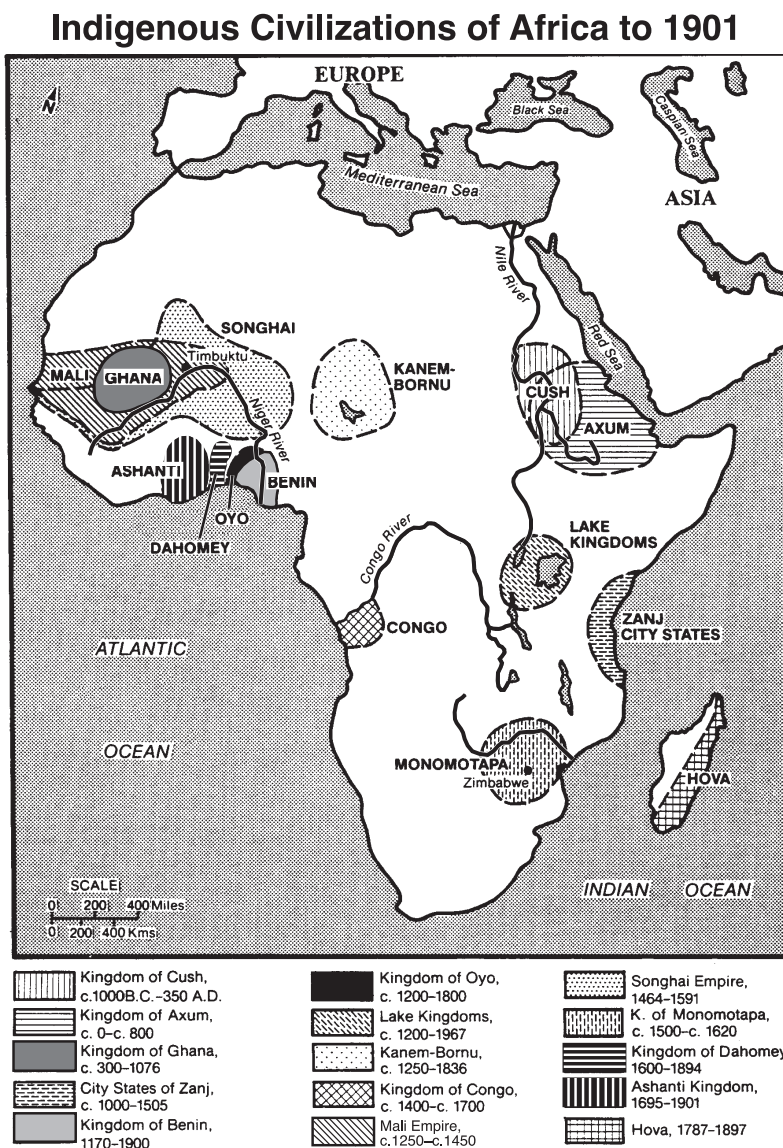 Indigenous Civilizations of Africa to 1901
EUROPE
N
Black Sea
Caspian Sea
Mediterranean Sea
ASIA
Nile River
Red Sea
SONGHAI
Timbuktu
MALI
GHANA
KANEM-
BORNU
CUSH
AXUM
Niger River
ASHANTI
BENIN
OYO
DAHOMEY
Congo River
LAKE
KINGDOMS
CONGO
ZANJ
CITY STATES
ATLANTIC
OCEAN
MONOMOTAPA
Zimbabwe
HOVA
INDIAN OCEAN
SCALE
0 200 400 Miles
0 200 400 Kms
Kingdom of Cush,
c.1000B.C.–350 A.D.
Kingdom of Axum,
c. 0–c. 800
Kingdom of Ghana,
c. 300–1076
City States of Zanj,
c. 1000–1505
Kingdom of Benin,
1170–1900
Kingdom of Oyo,
c. 1200–1800
Lake Kingdoms,
c. 1200–1967
Kanem-Bornu,
c. 1250–1836
Kingdom of Congo,
c. 1400–c. 1700
Mali Empire,
c.1250–c.1450
Songhai Empire,
1464–1591
K. of Monomotapa,
c. 1500–c. 1620
Kingdom of Dahomey
1600–1894
Ashanti Kingdom,
1695–1901
Hova, 1787–1897